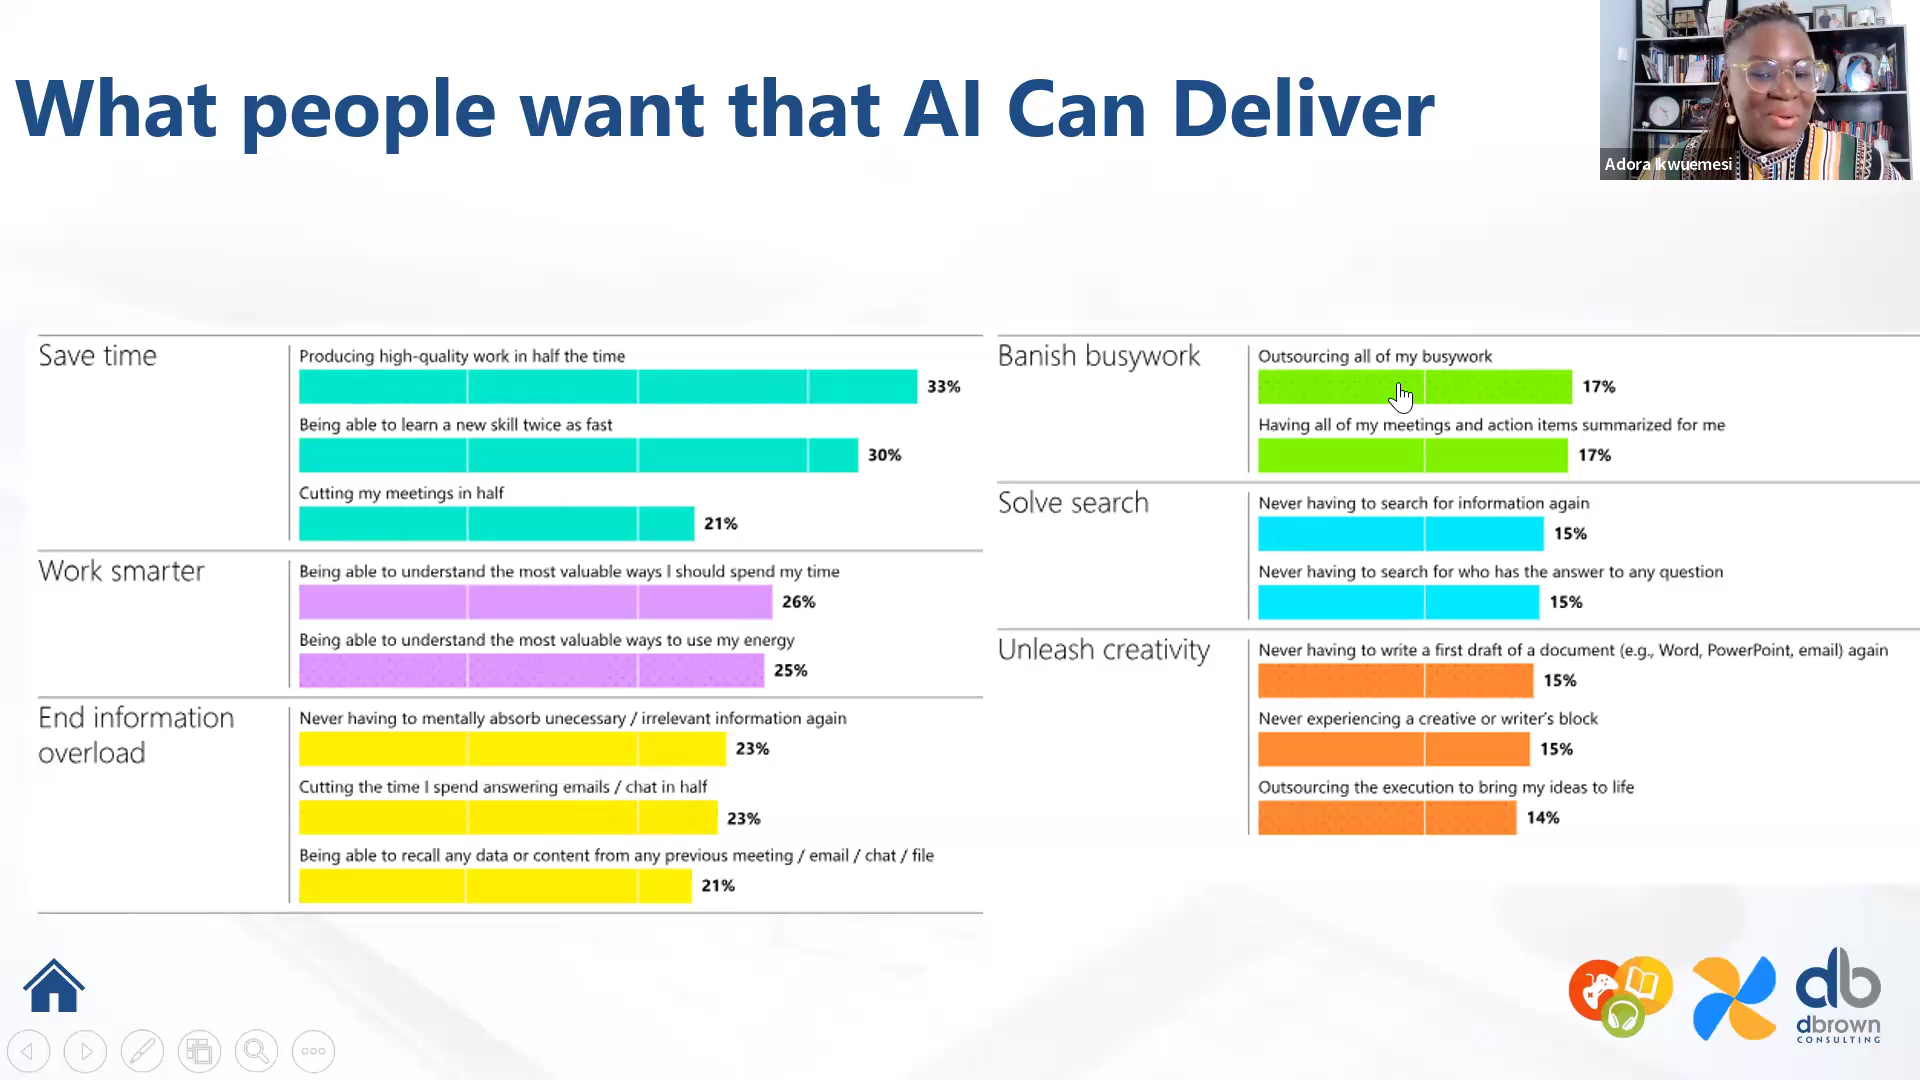 What people want that AI Can Deliver
Adora Ikwuemesi
Save time
Producing high-quality work in half the time
33%
Being able to learn a new skill twice as fast
30%
Cutting my meetings in half
21%
Work smarter
Being able to understand the most valuable ways I should spend my time
26%
Being able to understand the most valuable ways to use my energy
25%
End information
overload
Never having to mentally absorb unecessary / irrelevant information again
23%
Cutting the time I spend answering emails / chat in half
23%
Being able to recall any data or content from any previous meeting / email / chat / file
21%
Banish busywork
Outsourcing all of my busywork
17%
Having all of my meetings and action items summarized for me
17%
Solve search
Never having to search for information again
15%
Never having to search for who has the answer to any question
15%
Unleash creativity
Never having to write a first draft of a document (e.g., Word, PowerPoint, email) again
15%
Never experiencing a creative or writer's block
15%
Outsourcing the execution to bring my ideas to life
14%
db
dbrown
CONSULTING